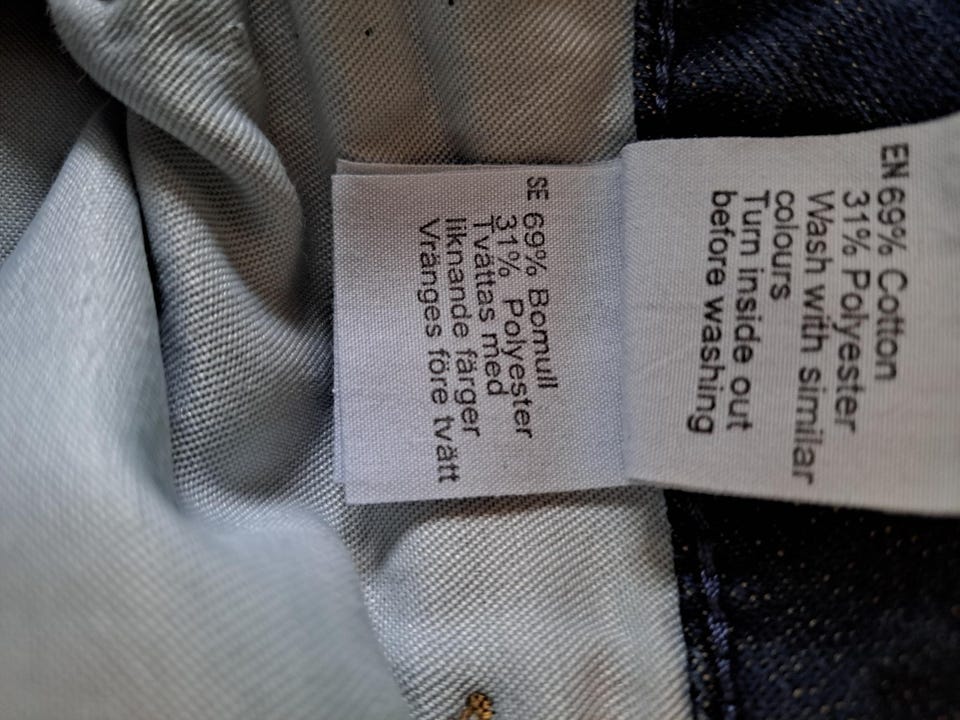 EN 69% Cotton
31% Polyester
Wash with similar
colours
Turn inside out
before washing
SE 69% Bomull
31% Polyester
Tvättas med
liknande färger
Vränges före tvätt